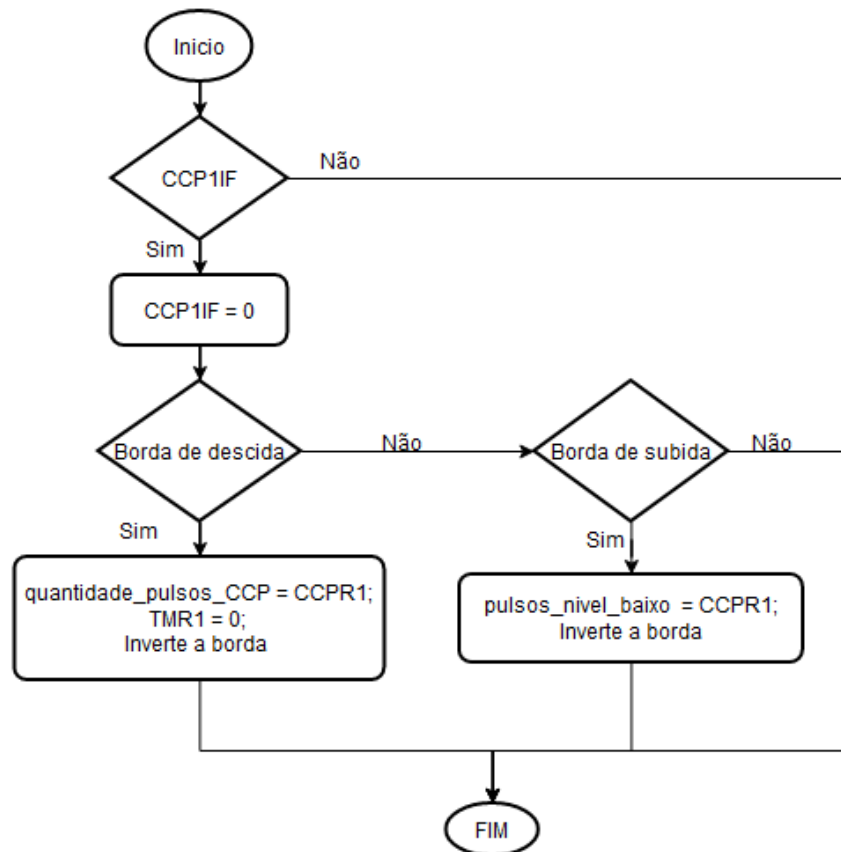 Inicio
CCP1IF
Não
Sim
CCP1IF = 0
Borda de descida
Não
Borda de subida
Não
Sim
Sim
quantidade_pulsos_CCP = CCPR1;
TMR1 = 0;
Inverte a borda
pulsos_nivel_baixo = CCPR1;
Inverte a borda
FIM